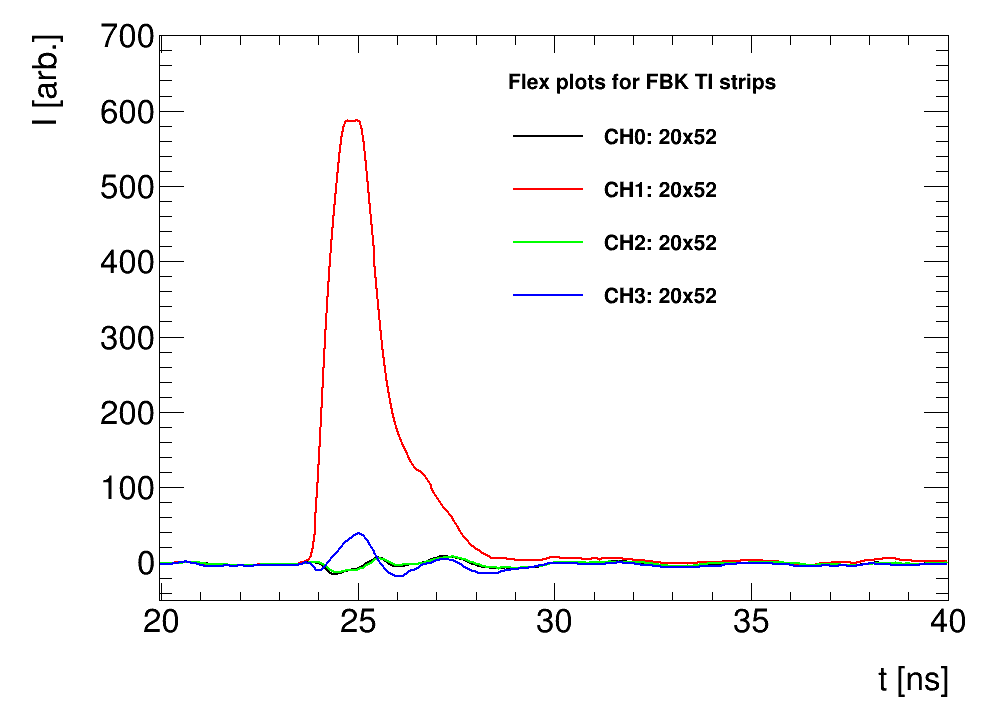 I [arb.]
700
600
500
400
300
200
100
0
Flex plots for FBK TI strips
CH0: 20x52
CH1: 20x52
CH2: 20x52
CH3: 20x52
20 25 30 35 40
t [ns]